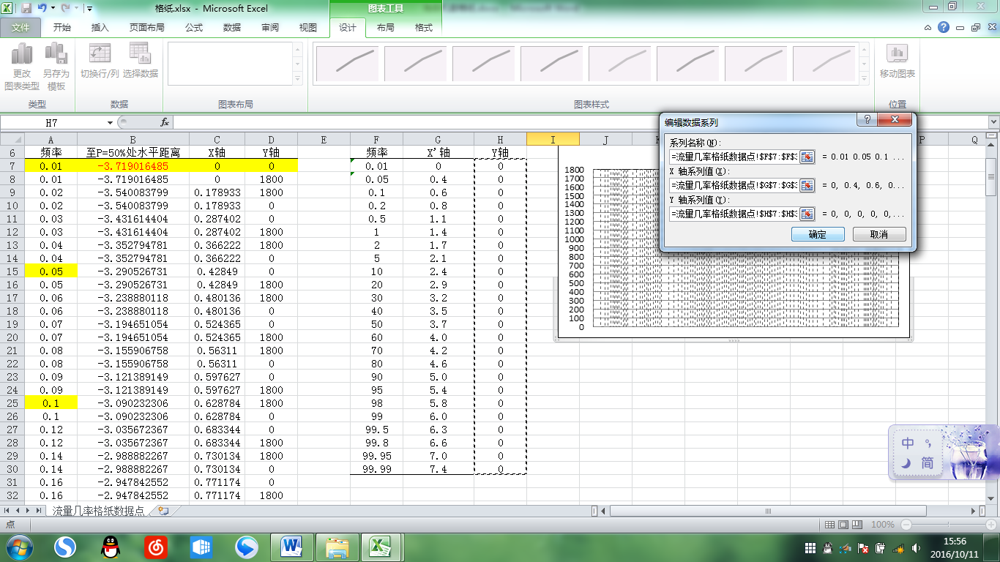 格纸.xlsx - Microsoft Excel
图表工具
文件 开始 插入 页面布局 公式 数据 审阅 视图 设计 布局 格式
更改 另存为 切换行/列 选择数据 移动图表
图表类型 模板
类型 数据 图表布局 图表样式 位置
H7 fx
A B C D E F G H I J P Q
6 频率 至P=50%处水平距离 X轴 Y轴 频率 X'轴 Y轴
7 0.01 -3.719016485 0 0 0.01 0 0
8 0.01 -3.719016485 0 1800 0.05 0.4 0
9 0.02 -3.540083799 0.178933 1800 0.1 0.6 0
10 0.02 -3.540083799 0.178933 0 0.2 0.8 0
11 0.03 -3.431614404 0.287402 0 0.5 1.1 0
12 0.03 -3.431614404 0.287402 1800 1 1.4 0
13 0.04 -3.352794781 0.366222 1800 2 1.7 0
14 0.04 -3.352794781 0.366222 0 5 2.1 0
15 0.05 -3.290526731 0.42849 0 10 2.4 0
16 0.05 -3.290526731 0.42849 1800 20 2.9 0
17 0.06 -3.238880118 0.480136 1800 30 3.2 0
18 0.06 -3.238880118 0.480136 0 40 3.5 0
19 0.07 -3.194651054 0.524365 0 50 3.7 0
20 0.07 -3.194651054 0.524365 1800 60 4.0 0
21 0.08 -3.155906758 0.56311 1800 70 4.2 0
22 0.08 -3.155906758 0.56311 0 80 4.6 0
23 0.09 -3.121389149 0.597627 0 90 5.0 0
24 0.09 -3.121389149 0.597627 1800 95 5.4 0
25 0.1 -3.090232306 0.628784 1800 98 5.8 0
26 0.1 -3.090232306 0.628784 0 99 6.0 0
27 0.12 -3.035672367 0.683344 0 99.5 6.3 0
28 0.12 -3.035672367 0.683344 1800 99.8 6.6 0
29 0.14 -2.988882267 0.730134 1800 99.95 7.0 0
30 0.14 -2.988882267 0.730134 0 99.99 7.4 0
31 0.16 -2.947842552 0.771174 0
32 0.16 -2.947842552 0.771174 1800
1800
1700
1600
1500
1400
1300
1200
1100
1000
900
800
700
600
500
400
300
200
100
0
编辑数据系列
系列名称(N):
=流量几率格纸数据点!$F$7:$F$3 = 0.01 0.05 0.1 ...
X 轴系列值(X):
=流量几率格纸数据点!$G$7:$G$3 = 0, 0.4, 0.6, 0...
Y 轴系列值(Y):
=流量几率格纸数据点!$H$7:$H$3 = 0, 0, 0, 0, 0,...
确定 取消
中
简
流量几率格纸数据点
点 100%
15:56
2016/10/11